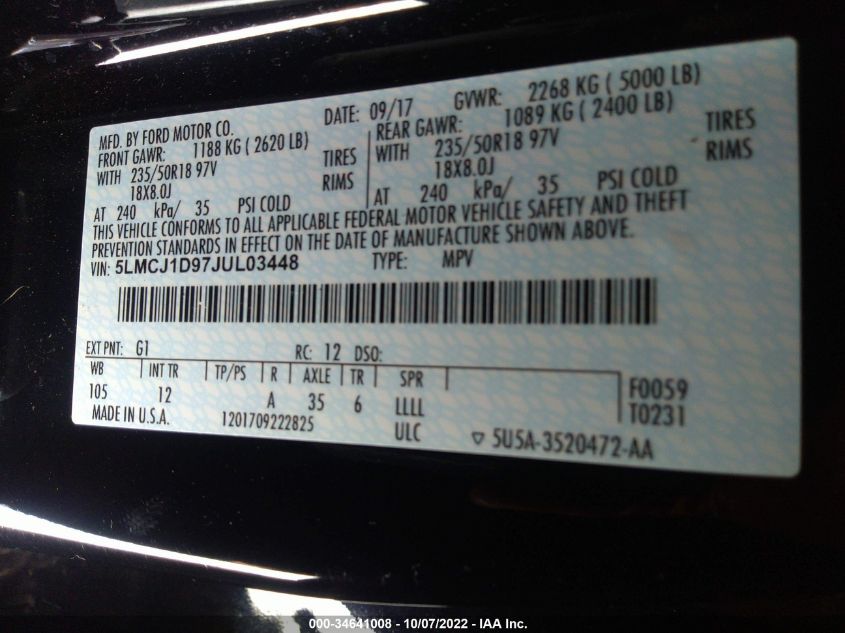 MFD. BY FORD MOTOR CO. DATE: 09/17 GVWR: 2268 KG ( 5000 LB)
FRONT GAWR: 1188 KG ( 2620 LB) REAR GAWR: 1089 KG ( 2400 LB)
WITH 235/50R18 97V TIRES WITH 235/50R18 97V TIRES
18X8.0J RIMS 18X8.0J RIMS
AT 240 kPa/ 35 PSI COLD AT 240 kPa/ 35 PSI COLD
THIS VEHICLE CONFORMS TO ALL APPLICABLE FEDERAL MOTOR VEHICLE SAFETY AND THEFT
PREVENTION STANDARDS IN EFFECT ON THE DATE OF MANUFACTURE SHOWN ABOVE.
VIN: 5LMCJ1D97JUL03448 TYPE: MPV
EXT PNT: G1 RC: 12 DSO:
WB INT TR TP/PS R AXLE TR SPR F0059
105 12 A 35 6 LLLL T0231
MADE IN U.S.A. 1201709222825 ULC ▽ 5U5A-3520472-AA
000-34641008 - 10/07/2022 - IAA Inc.